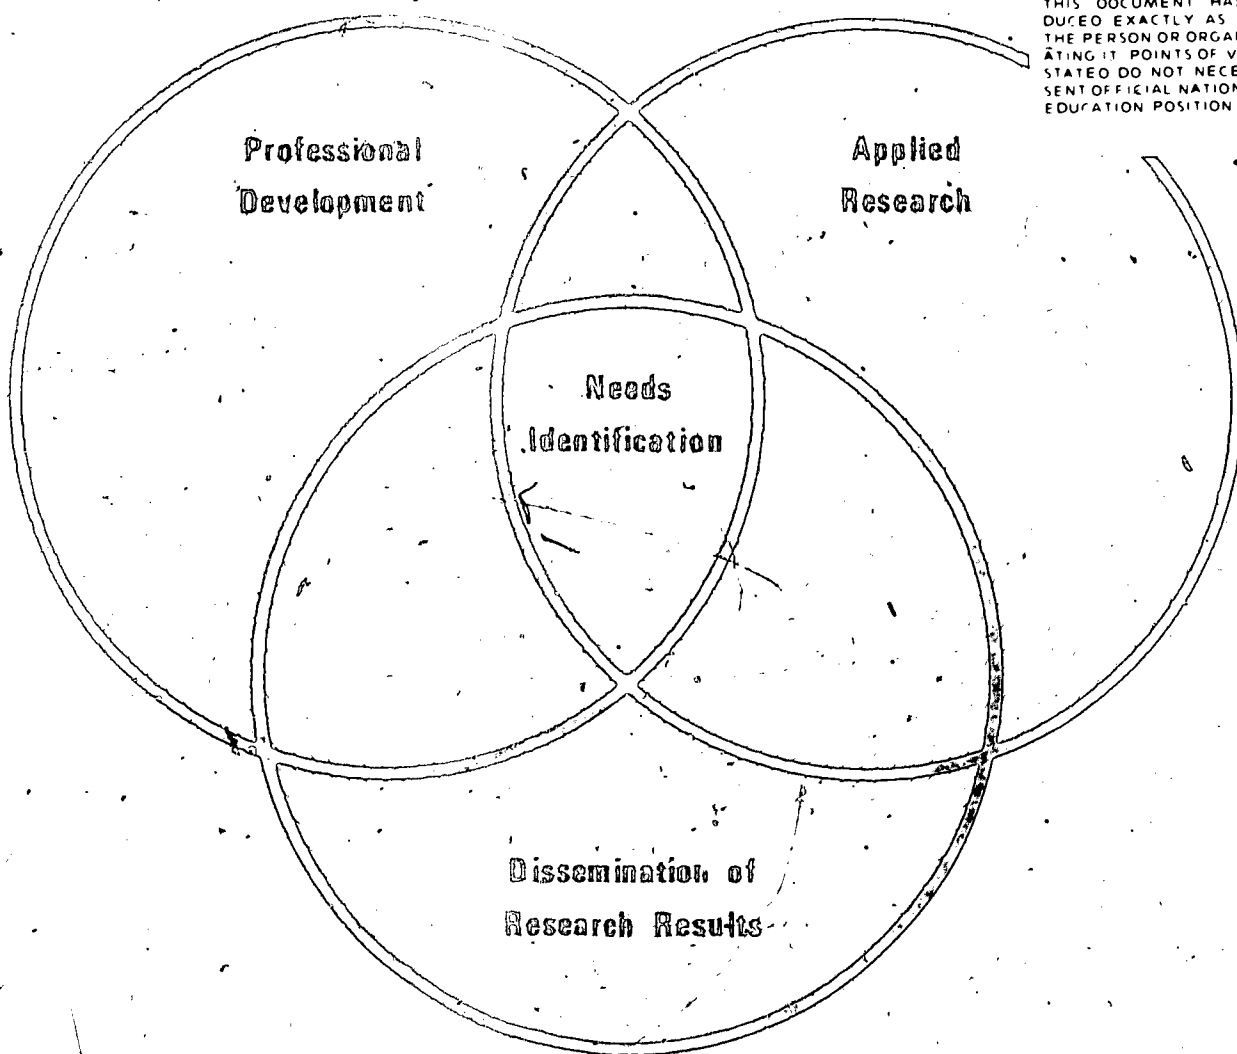 THIS DOCUMENT HAS
DUCED EXACTLY AS
THE PERSON OR ORGAN
ATING IT POINTS OF V
STATED DO NOT NECE
SENT OFFICIAL NATION
EDUCATION POSITION
Professional
Development
Applied
Research
Needs
Identification
Dissemination of
Research Results